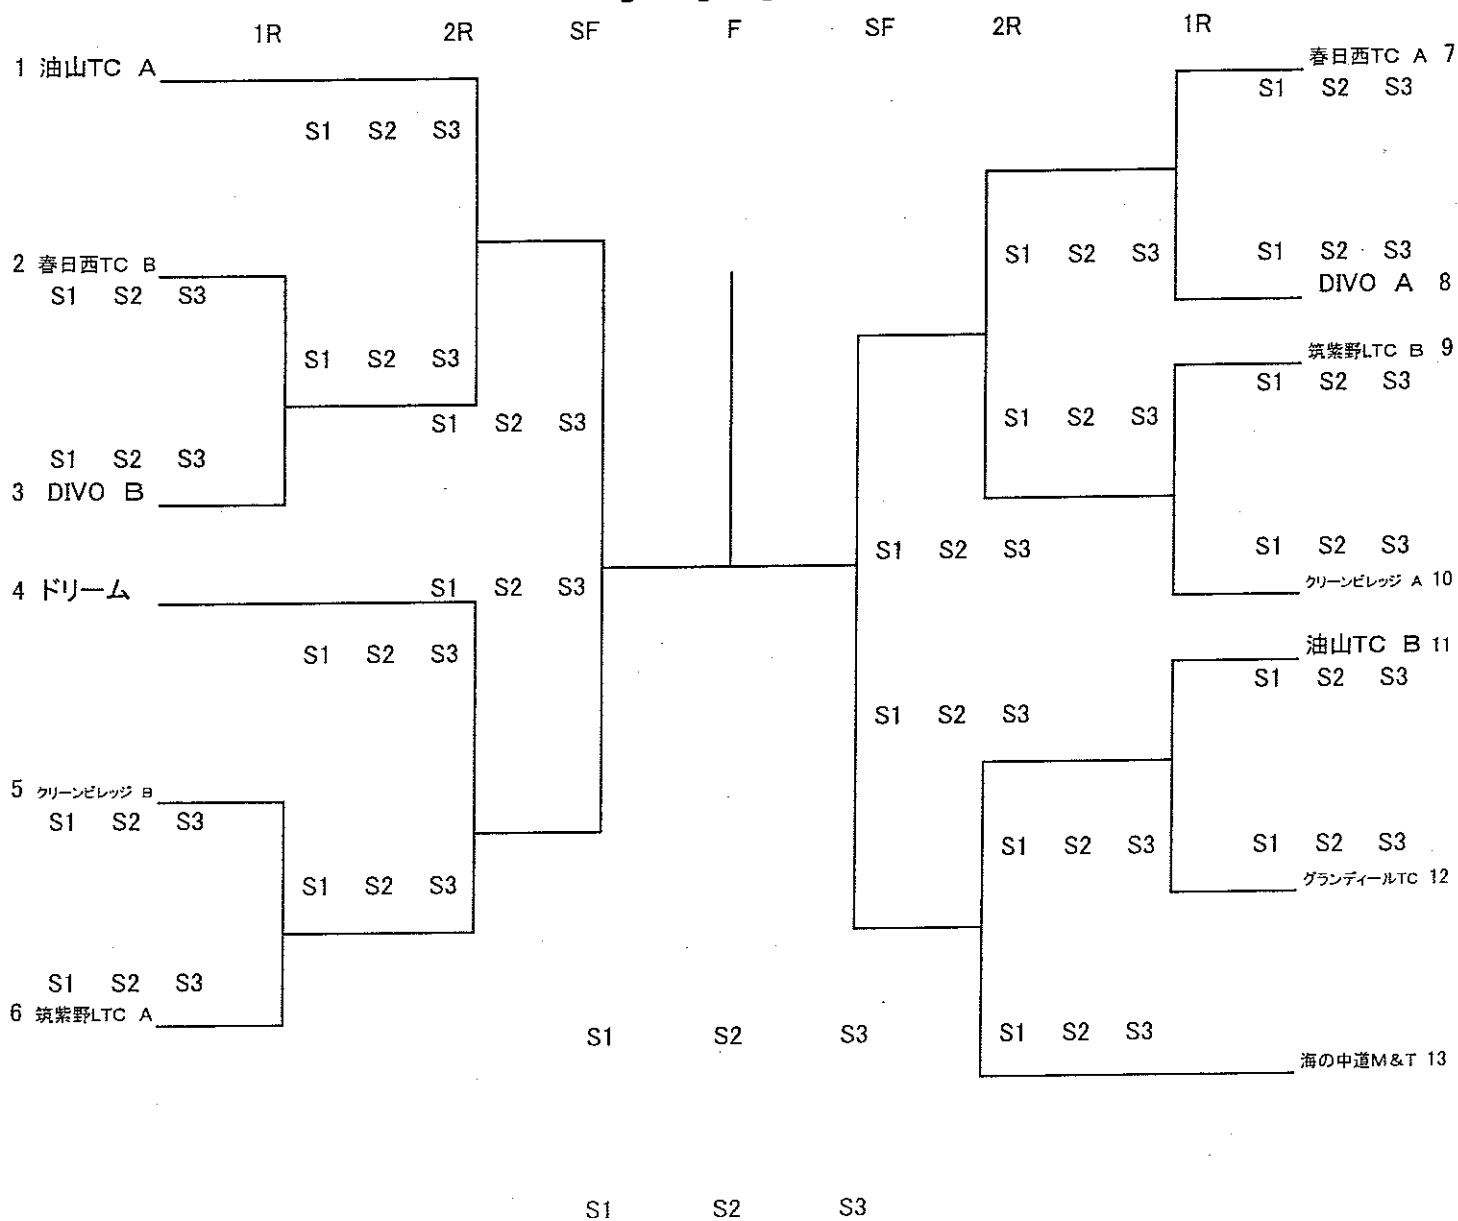 1R 2R SF F SF 2R 1R
1 油山TC A
春日西TC A 7
S1 S2 S3
S1 S2 S3
S1 S2 S3
S1 S2 S3
2 春日西TC B
DIVO A 8
S1 S2 S3
筑紫野LTC B 9
S1 S2 S3
S1 S2 S3
S1 S2 S3
S1 S2 S3
S1 S2 S3
3 DIVO B
S1 S2 S3
S1 S2 S3
4 ドリーム
S1 S2 S3
クリーンビレッジ A 10
油山TC B 11
S1 S2 S3
S1 S2 S3
S1 S2 S3
5 クリーンビレッジ B
S1 S2 S3
S1 S2 S3
S1 S2 S3
グランディールTC 12
S1 S2 S3
S1 S2 S3
6 筑紫野LTC A
S1 S2 S3
S1 S2 S3
海の中道M&T 13
S1 S2 S3